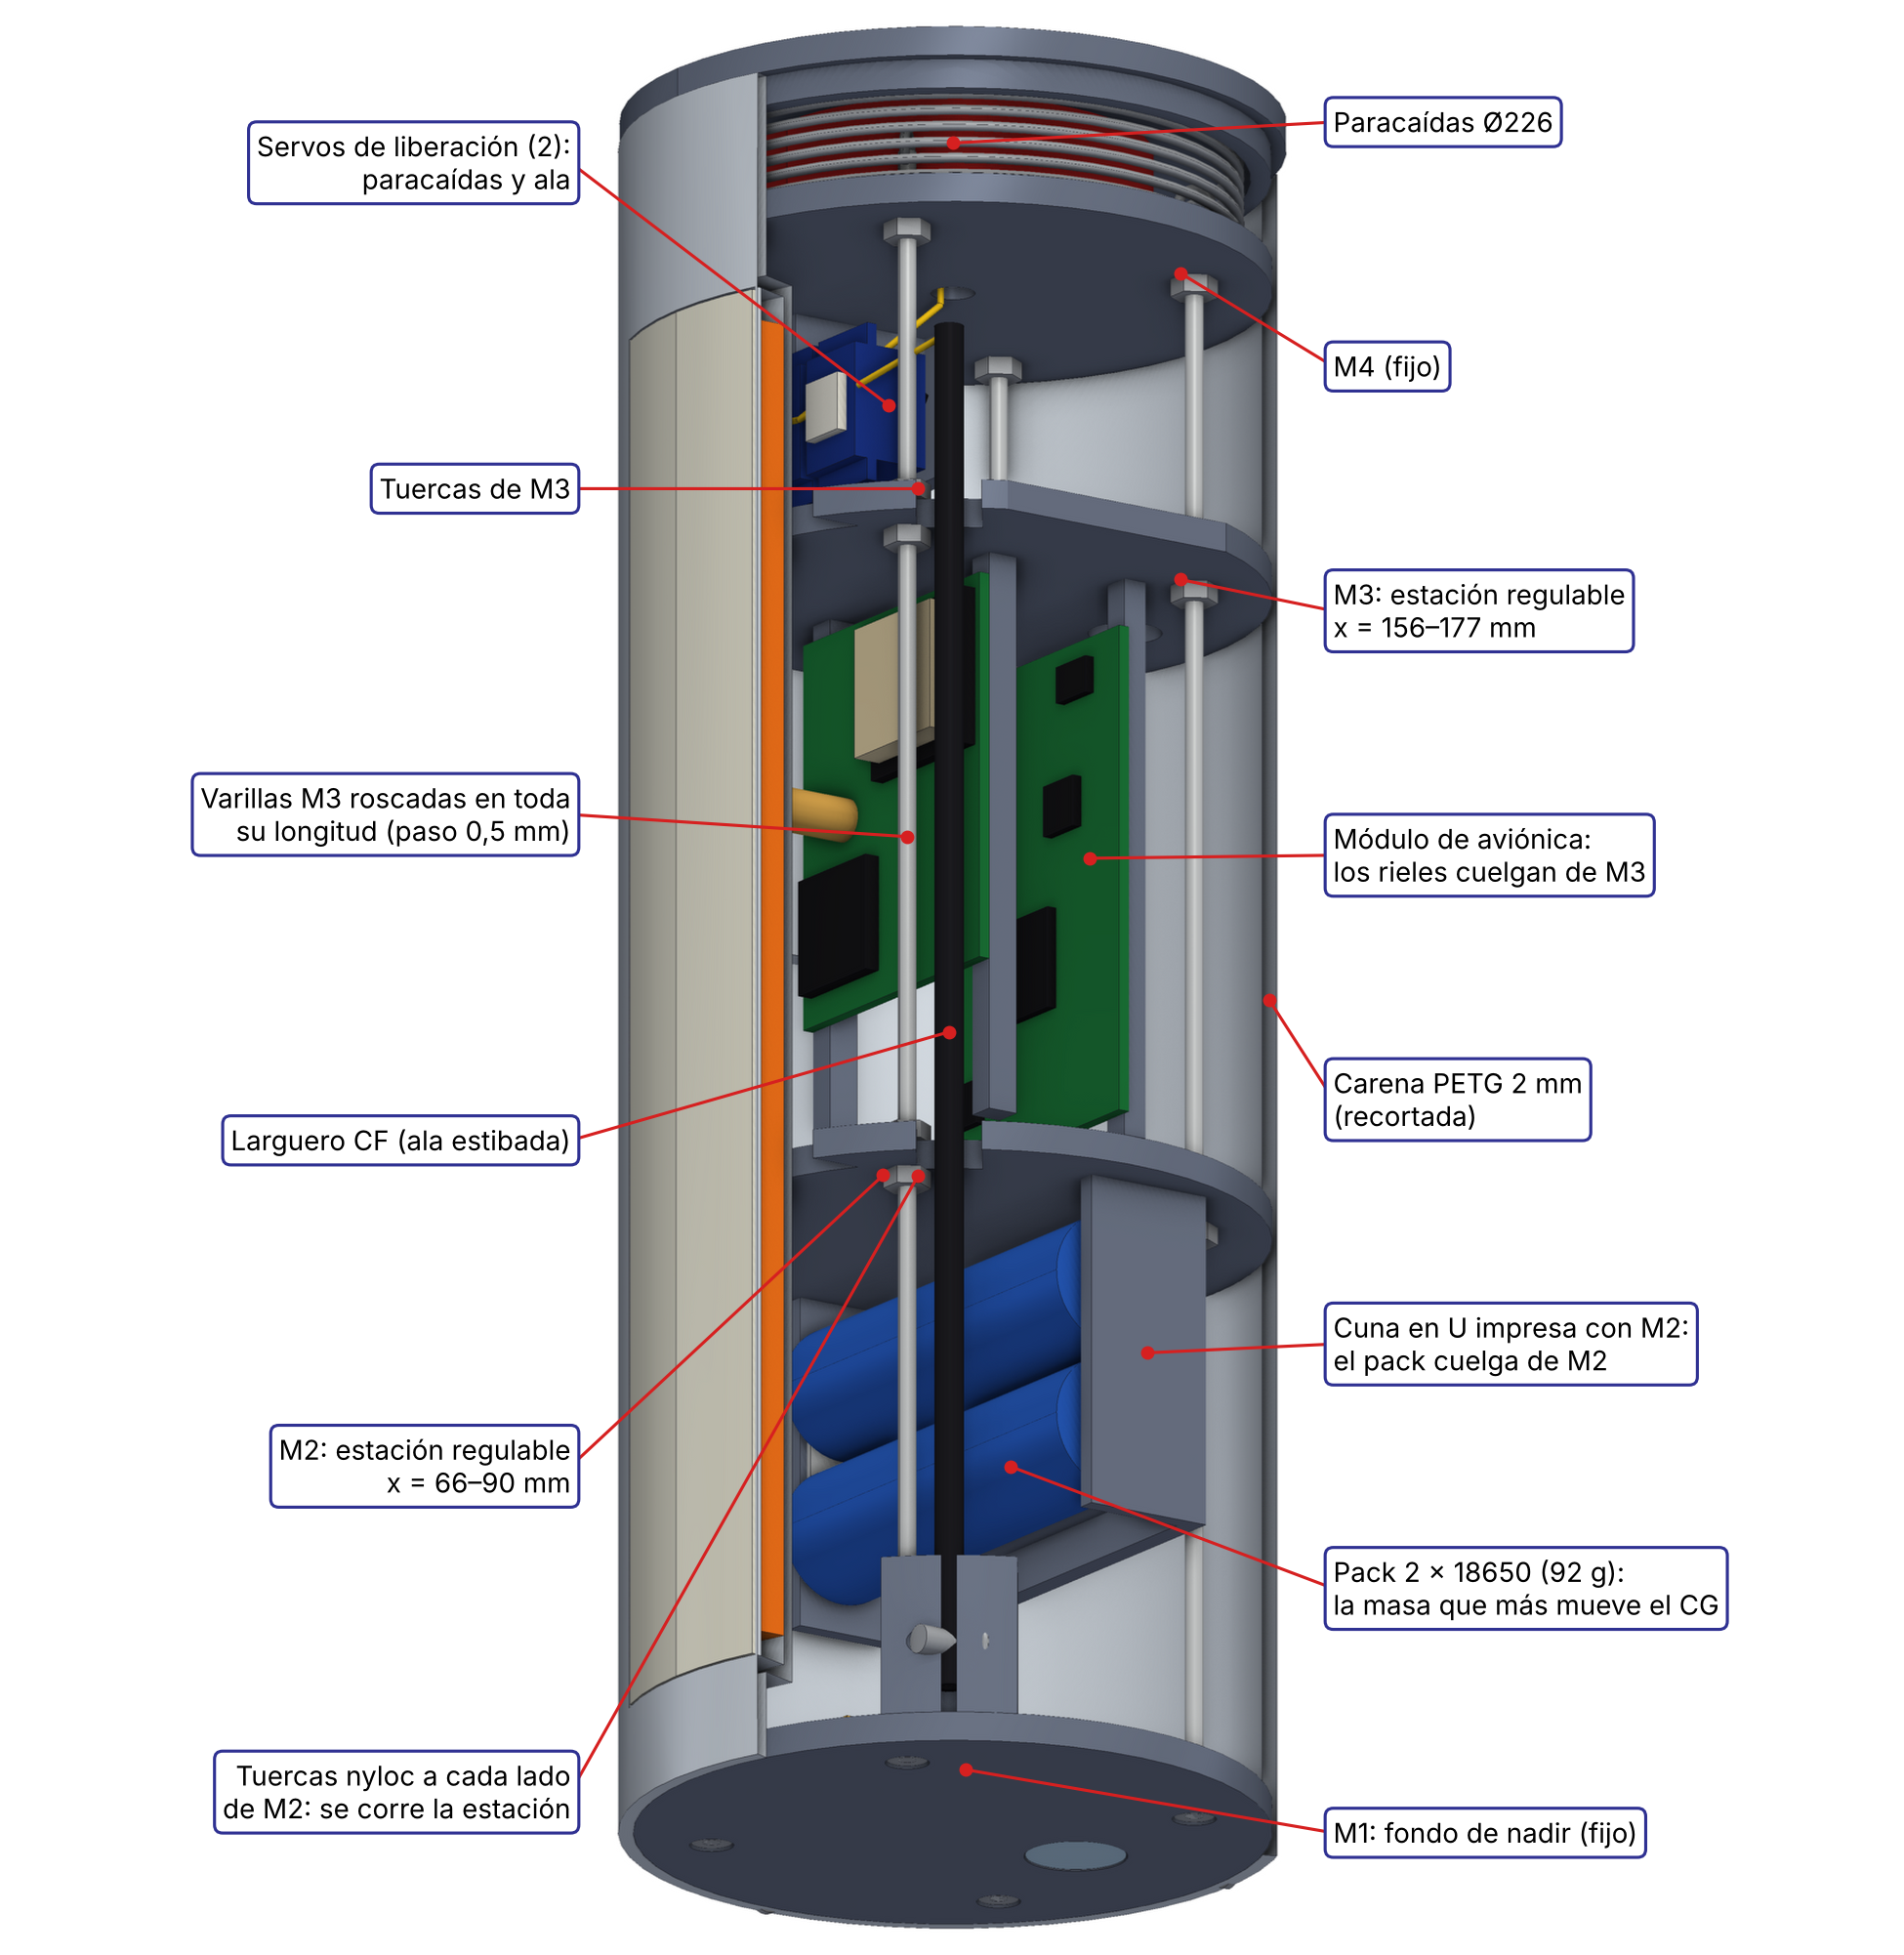 Servos de liberación (2):
paracaídas y ala
Paracaídas Ø226
M4 (fijo)
Tuercas de M3
M3: estación regulable
x = 156–177 mm
Varillas M3 roscadas en toda
su longitud (paso 0,5 mm)
Módulo de aviónica:
los rieles cuelgan de M3
Carena PETG 2 mm
(recortada)
Larguero CF (ala estibada)
Cuna en U impresa con M2:
el pack cuelga de M2
M2: estación regulable
x = 66–90 mm
Pack 2 × 18650 (92 g):
la masa que más mueve el CG
Tuercas nyloc a cada lado
de M2: se corre la estación
M1: fondo de nadir (fijo)